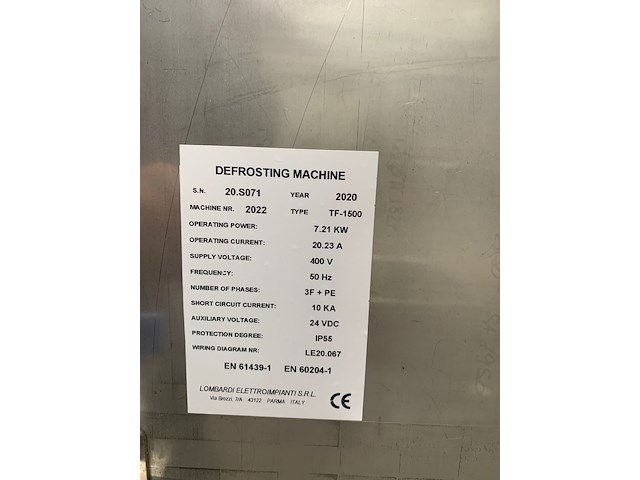 DEFROSTING MACHINE
S.N. 20.S071 YEAR 2020
MACHINE NR. 2022 TYPE TF-1500
OPERATING POWER: 7.21 KW
OPERATING CURRENT: 20.23 A
SUPPLY VOLTAGE: 400 V
FREQUENCY: 50 Hz
NUMBER OF PHASES: 3F + PE
SHORT CIRCUIT CURRENT: 10 KA
AUXILIARY VOLTAGE: 24 VDC
PROTECTION DEGREE: IP55
WIRING DIAGRAM NR: LE20.067
EN 61439-1 EN 60204-1
LOMBARDI ELETTROIMPIANTI S.R.L.
Via 43122 PARMA ITALY
CE